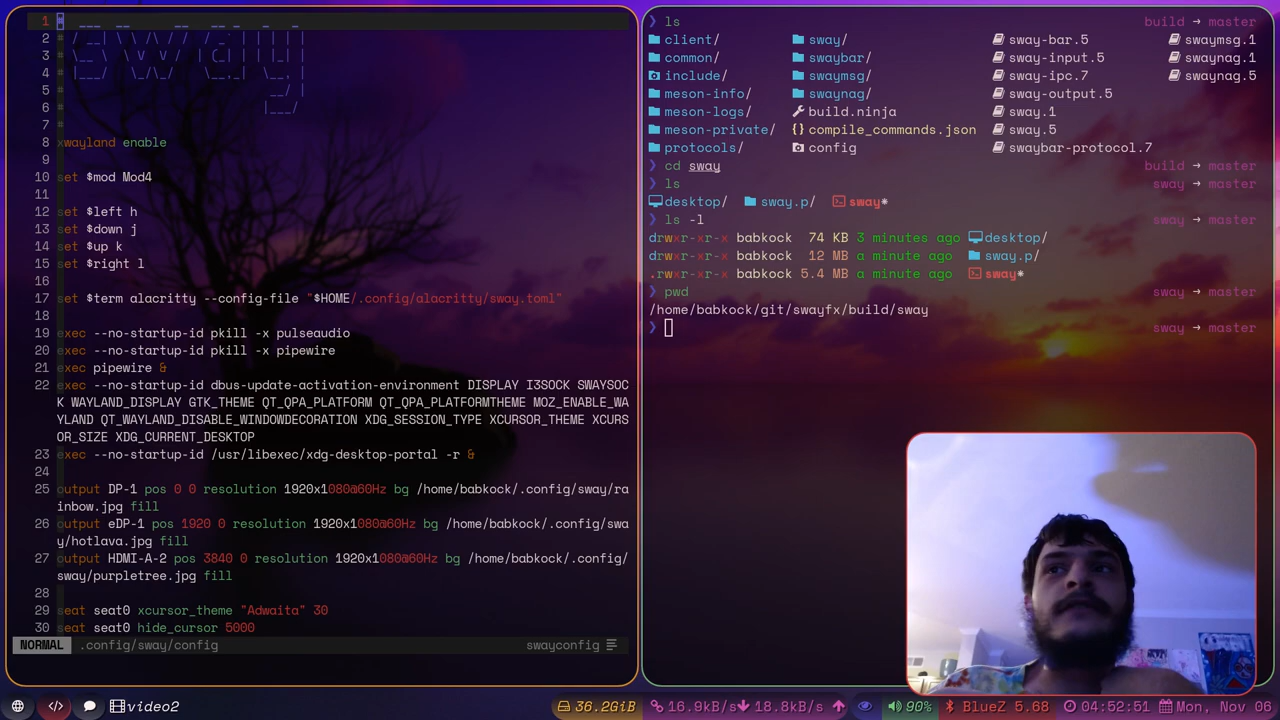 1
2 #
3 #
4 #
5 #
6 #
7 #
8 xwayland enable
9
10 set $mod Mod4
11
12 set $left h
13 set $down j
14 set $up k
15 set $right l
16
17 set $term alacritty --config-file "$HOME/.config/alacritty/sway.toml"
18
19 exec --no-startup-id pkill -x pulseaudio
20 exec --no-startup-id pkill -x pipewire
21 exec pipewire &
22 exec --no-startup-id dbus-update-activation-environment DISPLAY I3SOCK SWAYSOC
K WAYLAND_DISPLAY GTK_THEME QT_QPA_PLATFORM QT_QPA_PLATFORMTHEME MOZ_ENABLE_WA
YLAND QT_WAYLAND_DISABLE_WINDOWDECORATION XDG_SESSION_TYPE XCURSOR_THEME XCURS
OR_SIZE XDG_CURRENT_DESKTOP
23 exec --no-startup-id /usr/libexec/xdg-desktop-portal -r &
24
25 output DP-1 pos 0 0 resolution 1920x1080@60Hz bg /home/babkock/.config/sway/ra
inbow.jpg fill
26 output eDP-1 pos 1920 0 resolution 1920x1080@60Hz bg /home/babkock/.config/swa
y/hotlava.jpg fill
27 output HDMI-A-2 pos 3840 0 resolution 1920x1080@60Hz bg /home/babkock/.config/
sway/purpletree.jpg fill
28
29 seat seat0 xcursor_theme "Adwaita" 30
30 seat seat0 hide_cursor 5000
NORMAL .config/sway/config swayconfig
❯ ls build → master
client/ sway/ sway-bar.5 swaymsg.1
common/ swaybar/ sway-input.5 swaynag.1
include/ swaymsg/ sway-ipc.7 swaynag.5
meson-info/ swaynag/ sway-output.5
meson-logs/ build.ninja sway.1
meson-private/ {} compile_commands.json sway.5
protocols/ config swaybar-protocol.7
❯ cd sway build → master
❯ ls sway → master
desktop/ sway.p/ sway*
❯ ls -l sway → master
drwxr-xr-x babkock 74 KB 3 minutes ago desktop/
drwxr-xr-x babkock 12 MB a minute ago sway.p/
.rwxr-xr-x babkock 5.4 MB a minute ago sway*
❯ pwd sway → master
/home/babkock/git/swayfx/build/sway
❯ sway → master
video2 36.2GiB 16.9kB/s 18.8kB/s 90% BlueZ 5.68 04:52:51 Mon, Nov 06